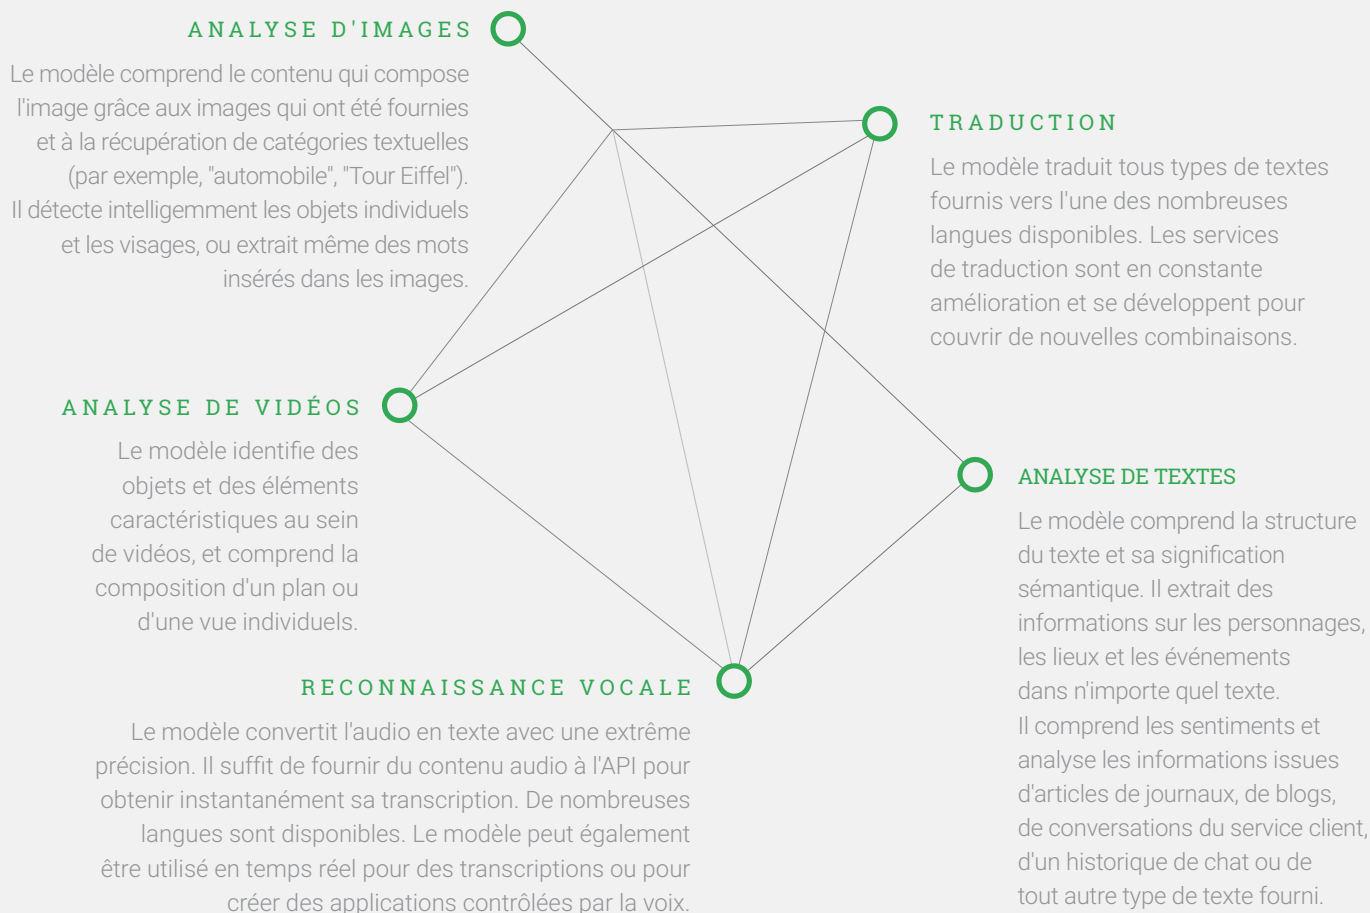 ANALYSE D'IMAGES
Le modèle comprend le contenu qui compose
l'image grâce aux images qui ont été fournies
et à la récupération de catégories textuelles
(par exemple, "automobile", "Tour Eiffel").
Il détecte intelligemment les objets individuels
et les visages, ou extrait même des mots
insérés dans les images.
TRADUCTION
Le modèle traduit tous types de textes
fournis vers l'une des nombreuses
langues disponibles. Les services
de traduction sont en constante
amélioration et se développent pour
couvrir de nouvelles combinaisons.
ANALYSE DE VIDÉOS
Le modèle identifie des
objets et des éléments
caractéristiques au sein
de vidéos, et comprend la
composition d'un plan ou
d'une vue individuels.
ANALYSE DE TEXTES
Le modèle comprend la structure
du texte et sa signification
sémantique. Il extrait des
informations sur les personnages,
les lieux et les événements
dans n'importe quel texte.
Il comprend les sentiments et
analyse les informations issues
d'articles de journaux, de blogs,
de conversations du service client,
d'un historique de chat ou de
tout autre type de texte fourni.
RECONNAISSANCE VOCALE
Le modèle convertit l'audio en texte avec une extrême
précision. Il suffit de fournir du contenu audio à l'API pour
obtenir instantanément sa transcription. De nombreuses
langues sont disponibles. Le modèle peut également
être utilisé en temps réel pour des transcriptions ou pour
créer des applications contrôlées par la voix.